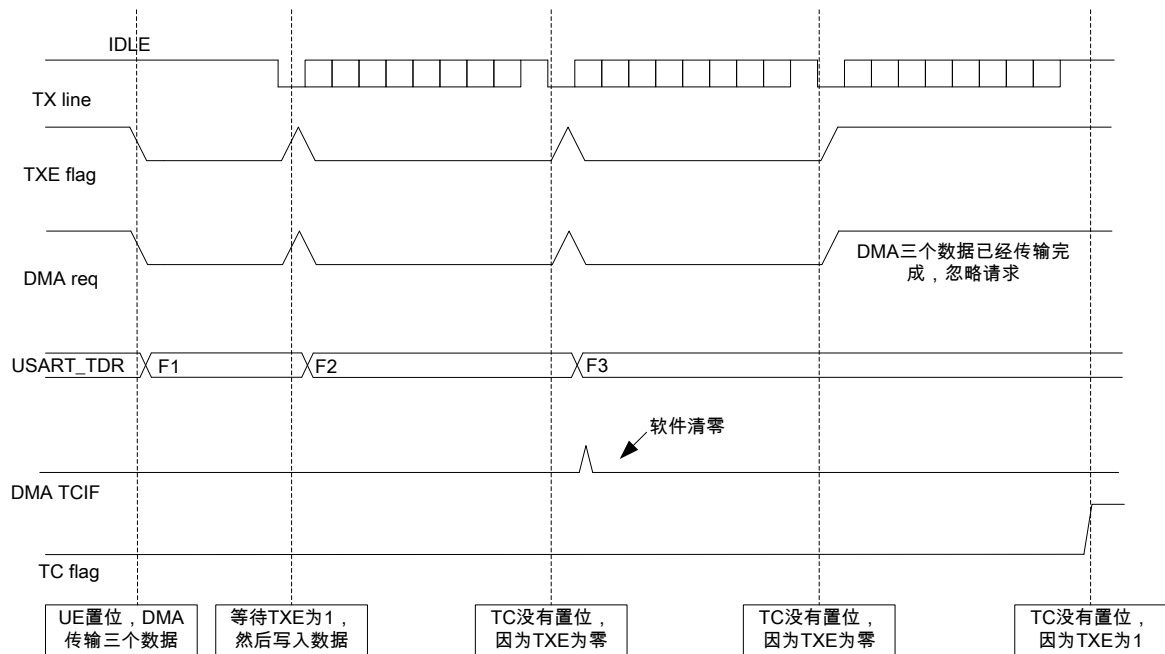 IDLE
TX line
TXE flag
DMA req
DMA三个数据已经传输完
成，忽略请求
USART_TDR
F1
F2
F3
软件清零
DMA TCIF
TC flag
UE置位，DMA
传输三个数据
等待TXE为1，
然后写入数据
TC没有置位，
因为TXE为零
TC没有置位，
因为TXE为零
TC没有置位，
因为TXE为1